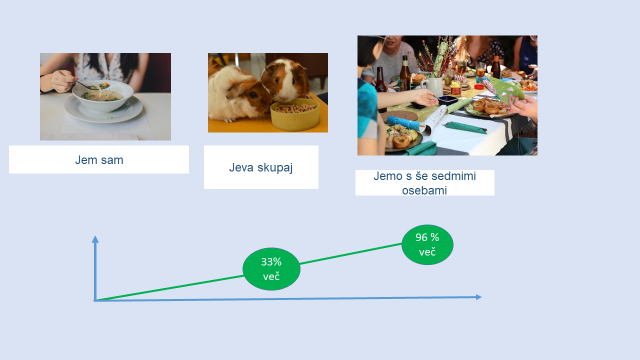 Jem sam
Jeva skupaj
Jemo s še sedmimi
osebami
33%
več
96 %
več